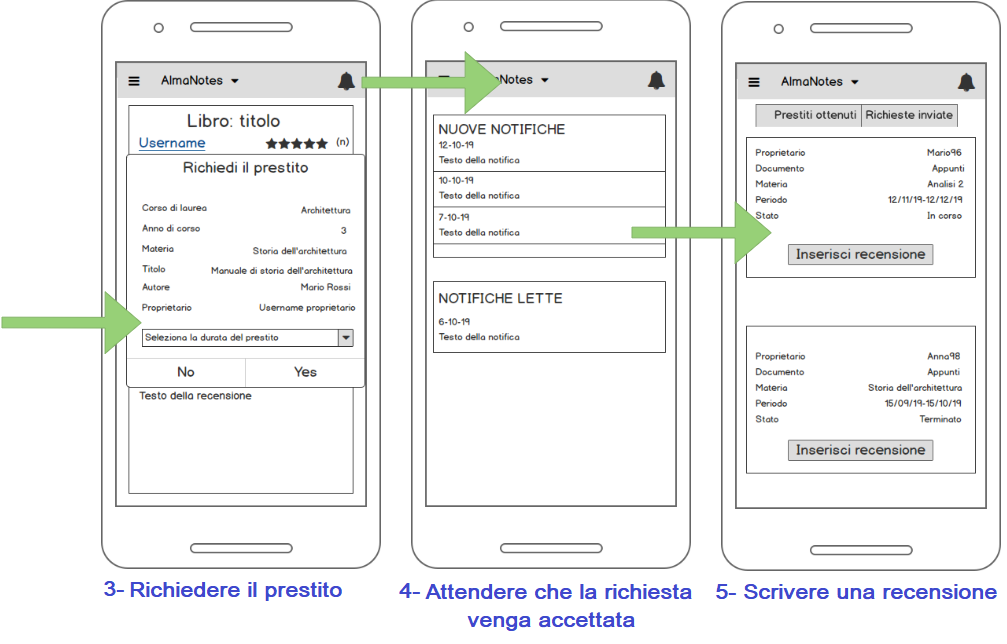 AlmaNotes
Libro: titolo
Username (n)
Richiedi il prestito
Corso di laurea Architettura
Anno di corso 3
Materia Storia dell'architettura
Titolo Manuale di storia dell'architettura
Autore Mario Rossi
Proprietario Username proprietario
Seleziona la durata del prestito
No Yes
Testo della recensione
3- Richiedere il prestito
Notes
NUOVE NOTIFICHE
12-10-19
Testo della notifica
10-10-19
Testo della notifica
7-10-19
Testo della notifica
NOTIFICHE LETTE
6-10-19
Testo della notifica
4- Attendere che la richiesta
venga accettata
AlmaNotes
Prestiti ottenuti Richieste inviate
Proprietario Mario96
Documento Appunti
Materia Analisi 2
Periodo 12/11/19-12/12/19
Stato In corso
Inserisci recensione
Proprietario Anna98
Documento Appunti
Materia Storia dell'architettura
Periodo 15/09/19-15/10/19
Stato Terminato
Inserisci recensione
5- Scrivere una recensione